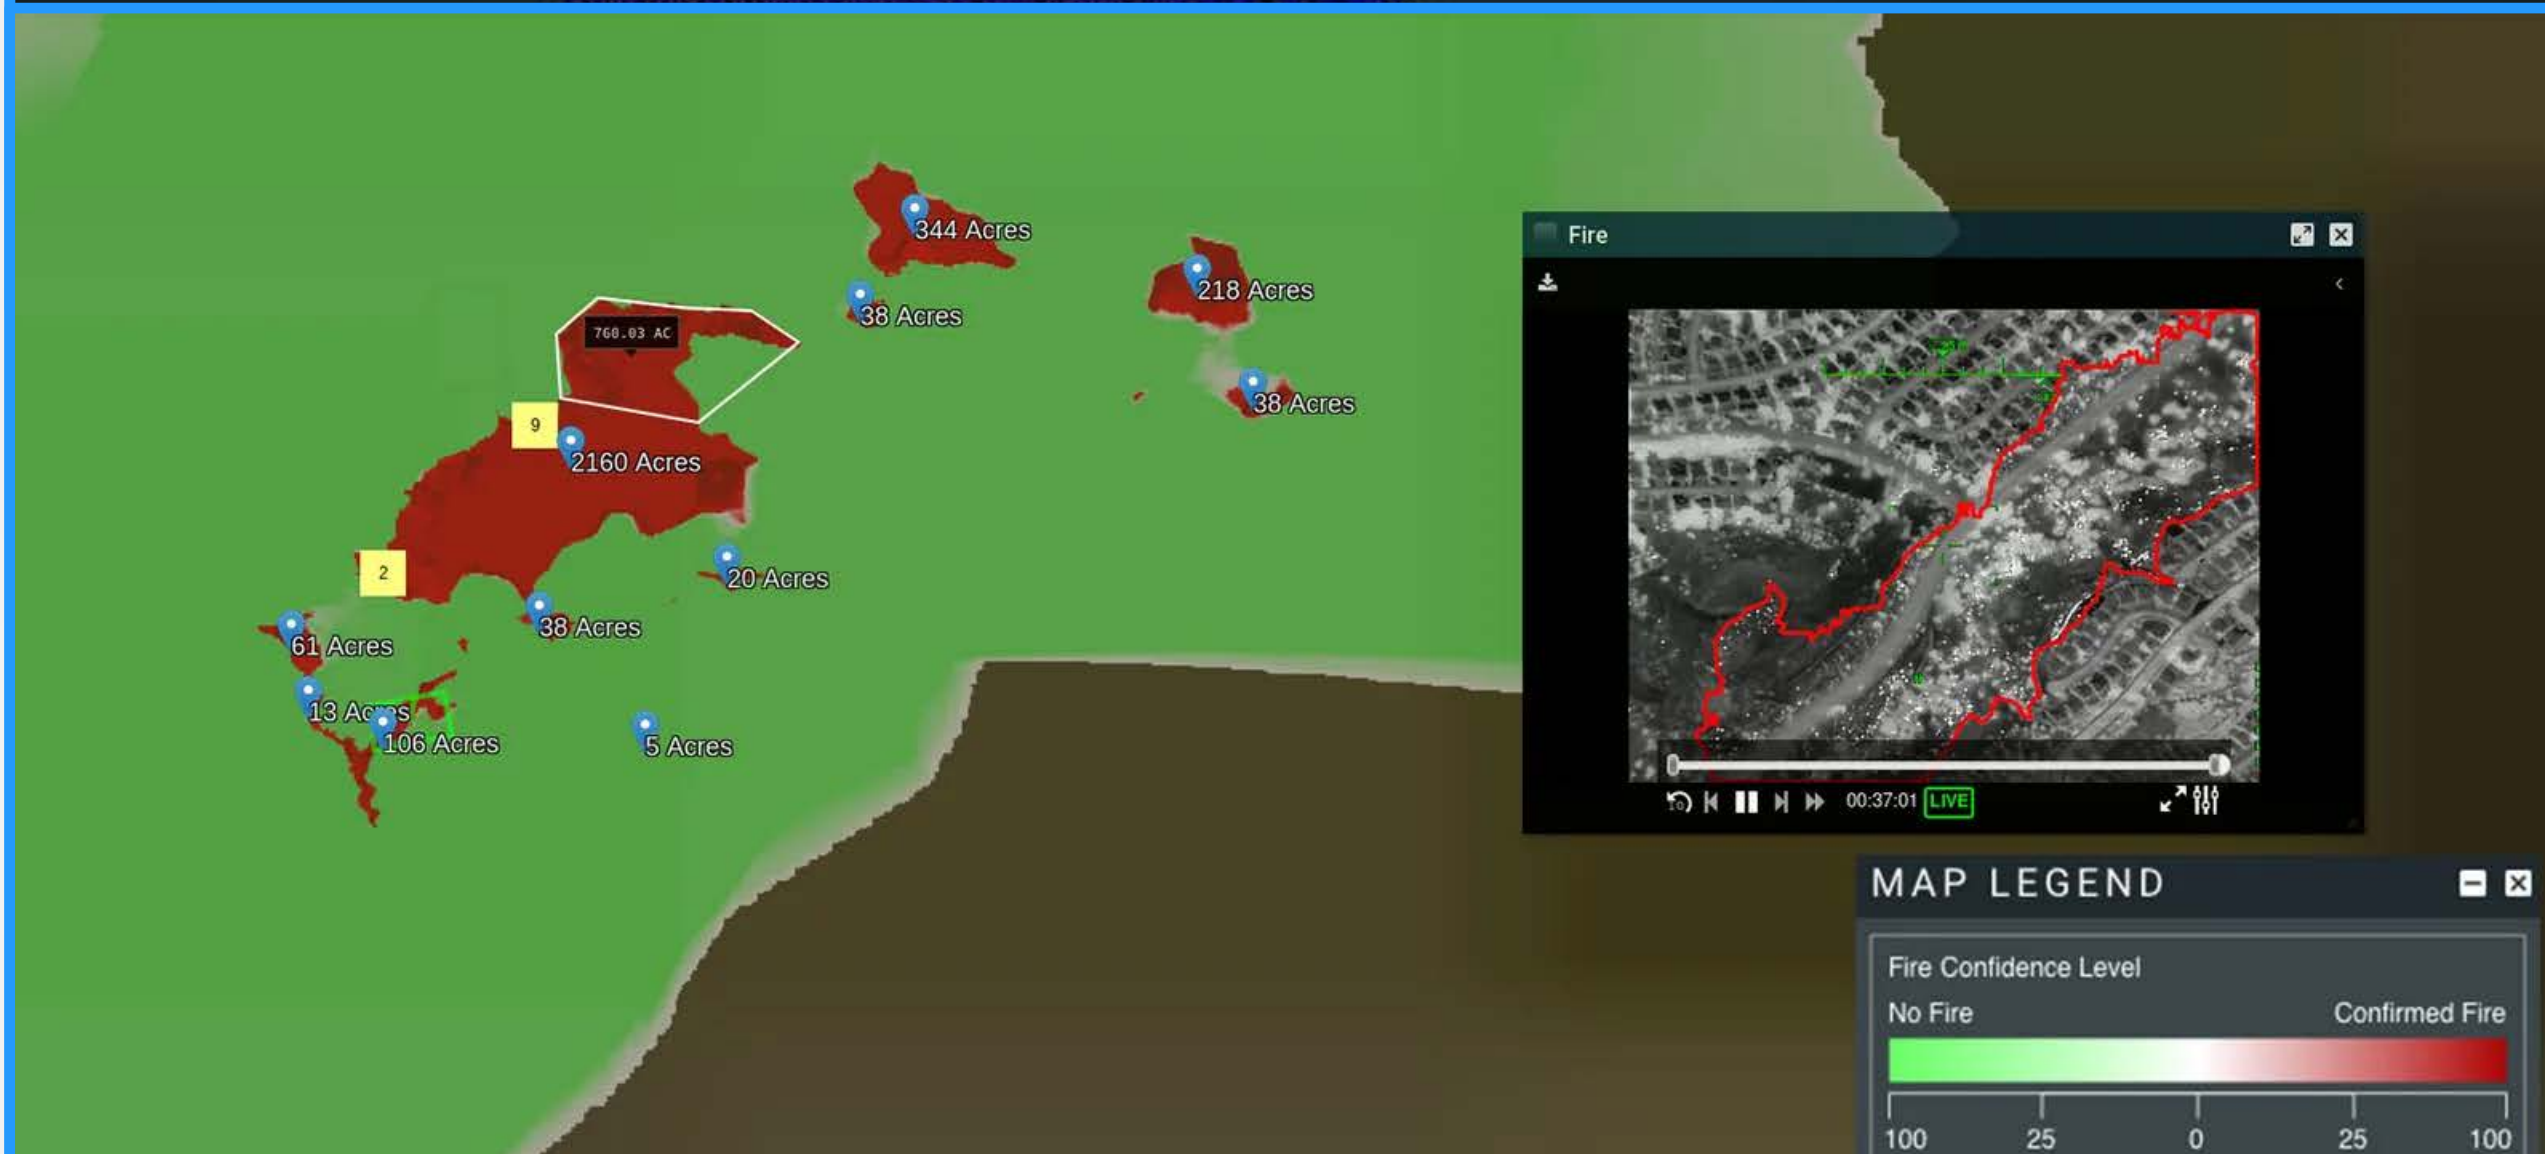 344 Acres
38 Acres
218 Acres
38 Acres
760.03 AC
9
2160 Acres
2
20 Acres
38 Acres
61 Acres
13 Acres
106 Acres
5 Acres
Fire
10
00:37:01 LIVE
MAP LEGEND
Fire Confidence Level
No Fire Confirmed Fire
100 25 0 25 100